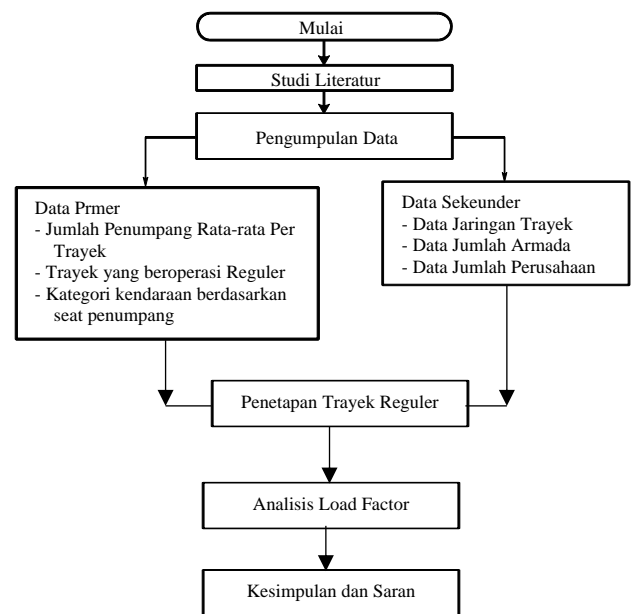 Mulai
Studi Literatur
Pengumpulan Data
Data Prmer
- Jumlah Penumpang Rata-rata Per
Trayek
- Trayek yang beroperasi Reguler
- Kategori kendaraan berdasarkan
seat penumpang
Data Sekeunder
- Data Jaringan Trayek
- Data Jumlah Armada
- Data Jumlah Perusahaan
Penetapan Trayek Reguler
Analisis Load Factor
Kesimpulan dan Saran